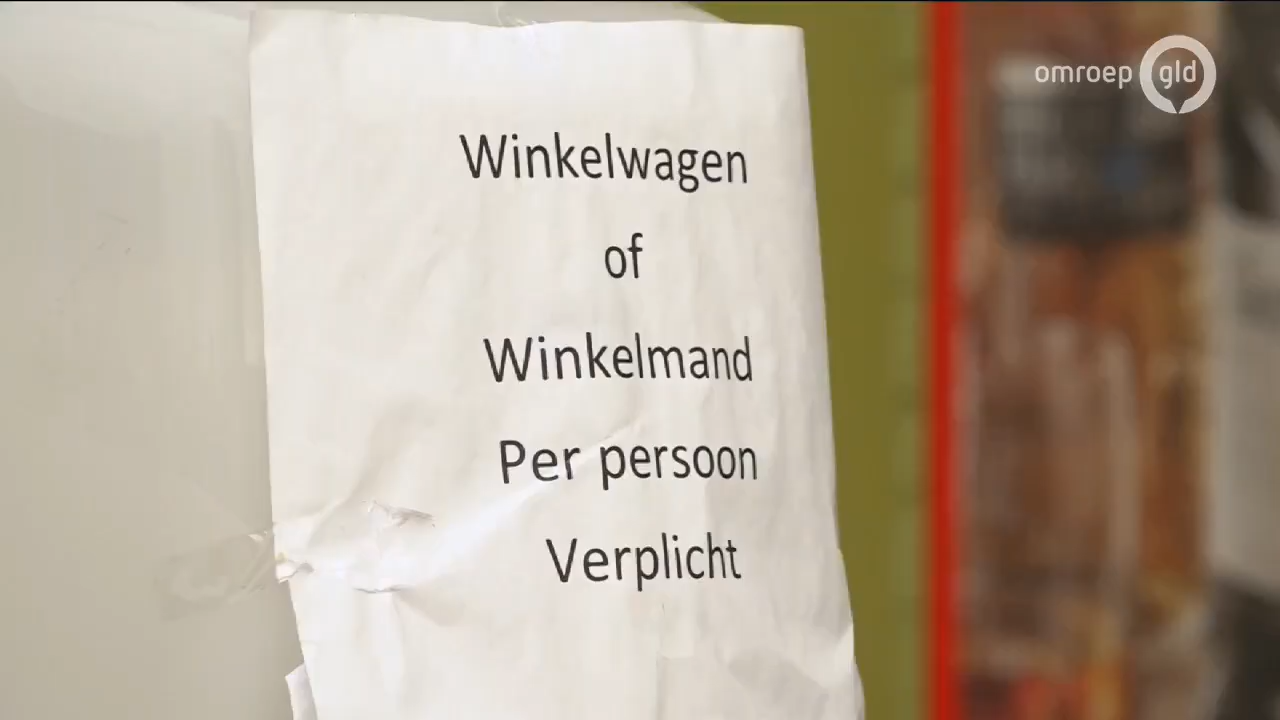 omroep gld
Winkelwagen
of
Winkelmand
Per persoon
Verplicht